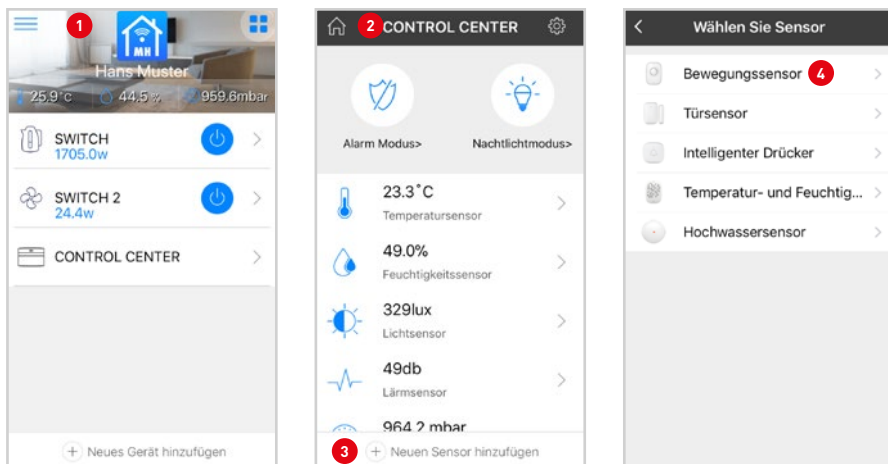 1
MH
Hans Muster
25.9°c 44.5% 959.6mbar
SWITCH
1705.0w
SWITCH 2
24.4w
CONTROL CENTER
Neues Gerät hinzufügen
2 CONTROL CENTER
Alarm Modus> Nachtlichtmodus>
23.3°C
Temperatursensor
49.0%
Feuchtigkeitssensor
329lux
Lichtsensor
49db
Lärmsensor
964.2 mbar
3 Neuen Sensor hinzufügen
Wählen Sie Sensor
Bewegungssensor 4
Türsensor
Intelligenter Drücker
Temperatur- und Feuchtig...
Hochwassersensor